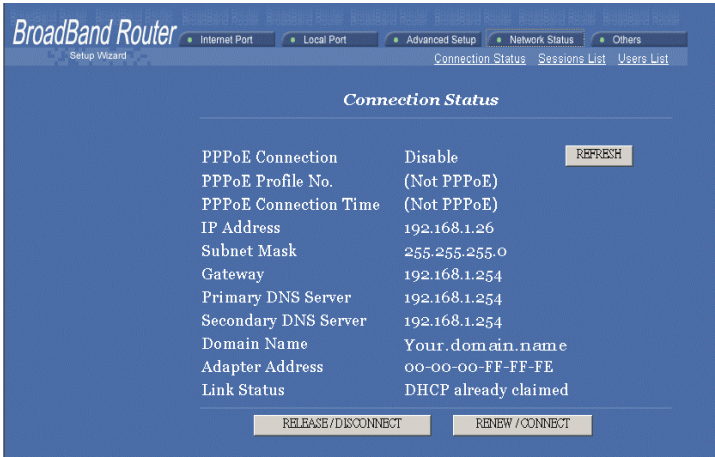 BroadBand Router
Setup Wizard
Internet Port Local Port Advanced Setup Network Status Others
Connection Status Sessions List Users List
Connection Status
PPPoE Connection Disable REFRESH
PPPoE Profile No. (Not PPPoE)
PPPoE Connection Time (Not PPPoE)
IP Address 192.168.1.26
Subnet Mask 255.255.255.0
Gateway 192.168.1.254
Primary DNS Server 192.168.1.254
Secondary DNS Server 192.168.1.254
Domain Name Your.domain.name
Adapter Address 00-00-00-FF-FF-FE
Link Status DHCP already claimed
RELEASE/DISCONNECT RENEW/CONNECT